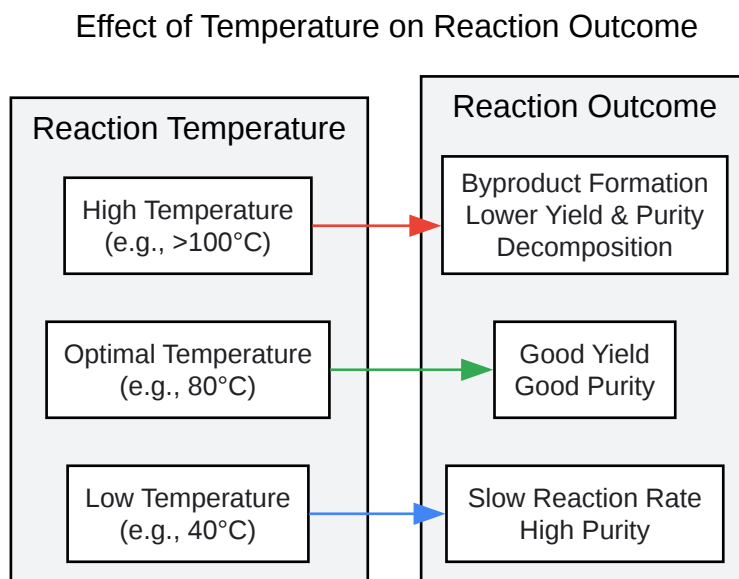 Effect of Temperature on Reaction Outcome
Reaction Temperature
High Temperature
(e.g., >100°C)
Optimal Temperature
(e.g., 80°C)
Low Temperature
(e.g., 40°C)
Reaction Outcome
Byproduct Formation
Lower Yield & Purity
Decomposition
Good Yield
Good Purity
Slow Reaction Rate
High Purity